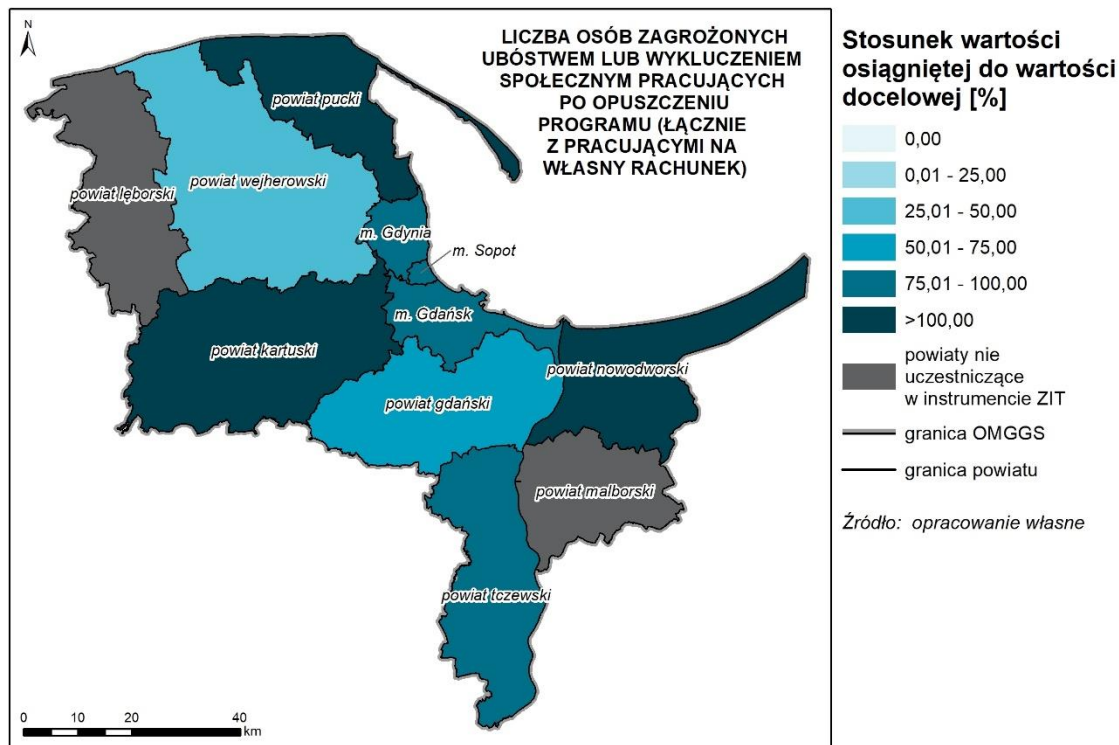 N
LICZBA OSÓB ZAGROŻONYCH
UBÓSTWEM LUB WYKLUCZENIEM
SPOŁECZNYM PRACUJĄCYCH
PO OPUSZCZENIU
PROGRAMU (ŁĄCZNIE
Z PRACUJĄCYMI NA
WŁASNY RACHUNEK)
powiat pucki
powiat lęborski
powiat wejherowski
m. Gdynia
m. Sopot
m. Gdańsk
powiat kartuski
powiat nowodworski
powiat gdański
powiat malborski
powiat tczewski
0 10 20 40
km
Stosunek wartości
osiągniętej do wartości
docelowej [%]
0,00
0,01 - 25,00
25,01 - 50,00
50,01 - 75,00
75,01 - 100,00
>100,00
powiaty nie
uczestniczące
w instrumencie ZIT
granica OMGGS
granica powiatu
Źródło: opracowanie własne